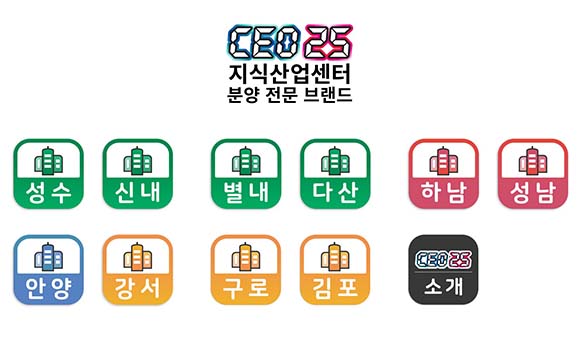 CEO 25
지식산업센터
분양 전문 브랜드
성수 신내 별내 다산 하남 성남
안양 강서 구로 김포 CEO 25
소개